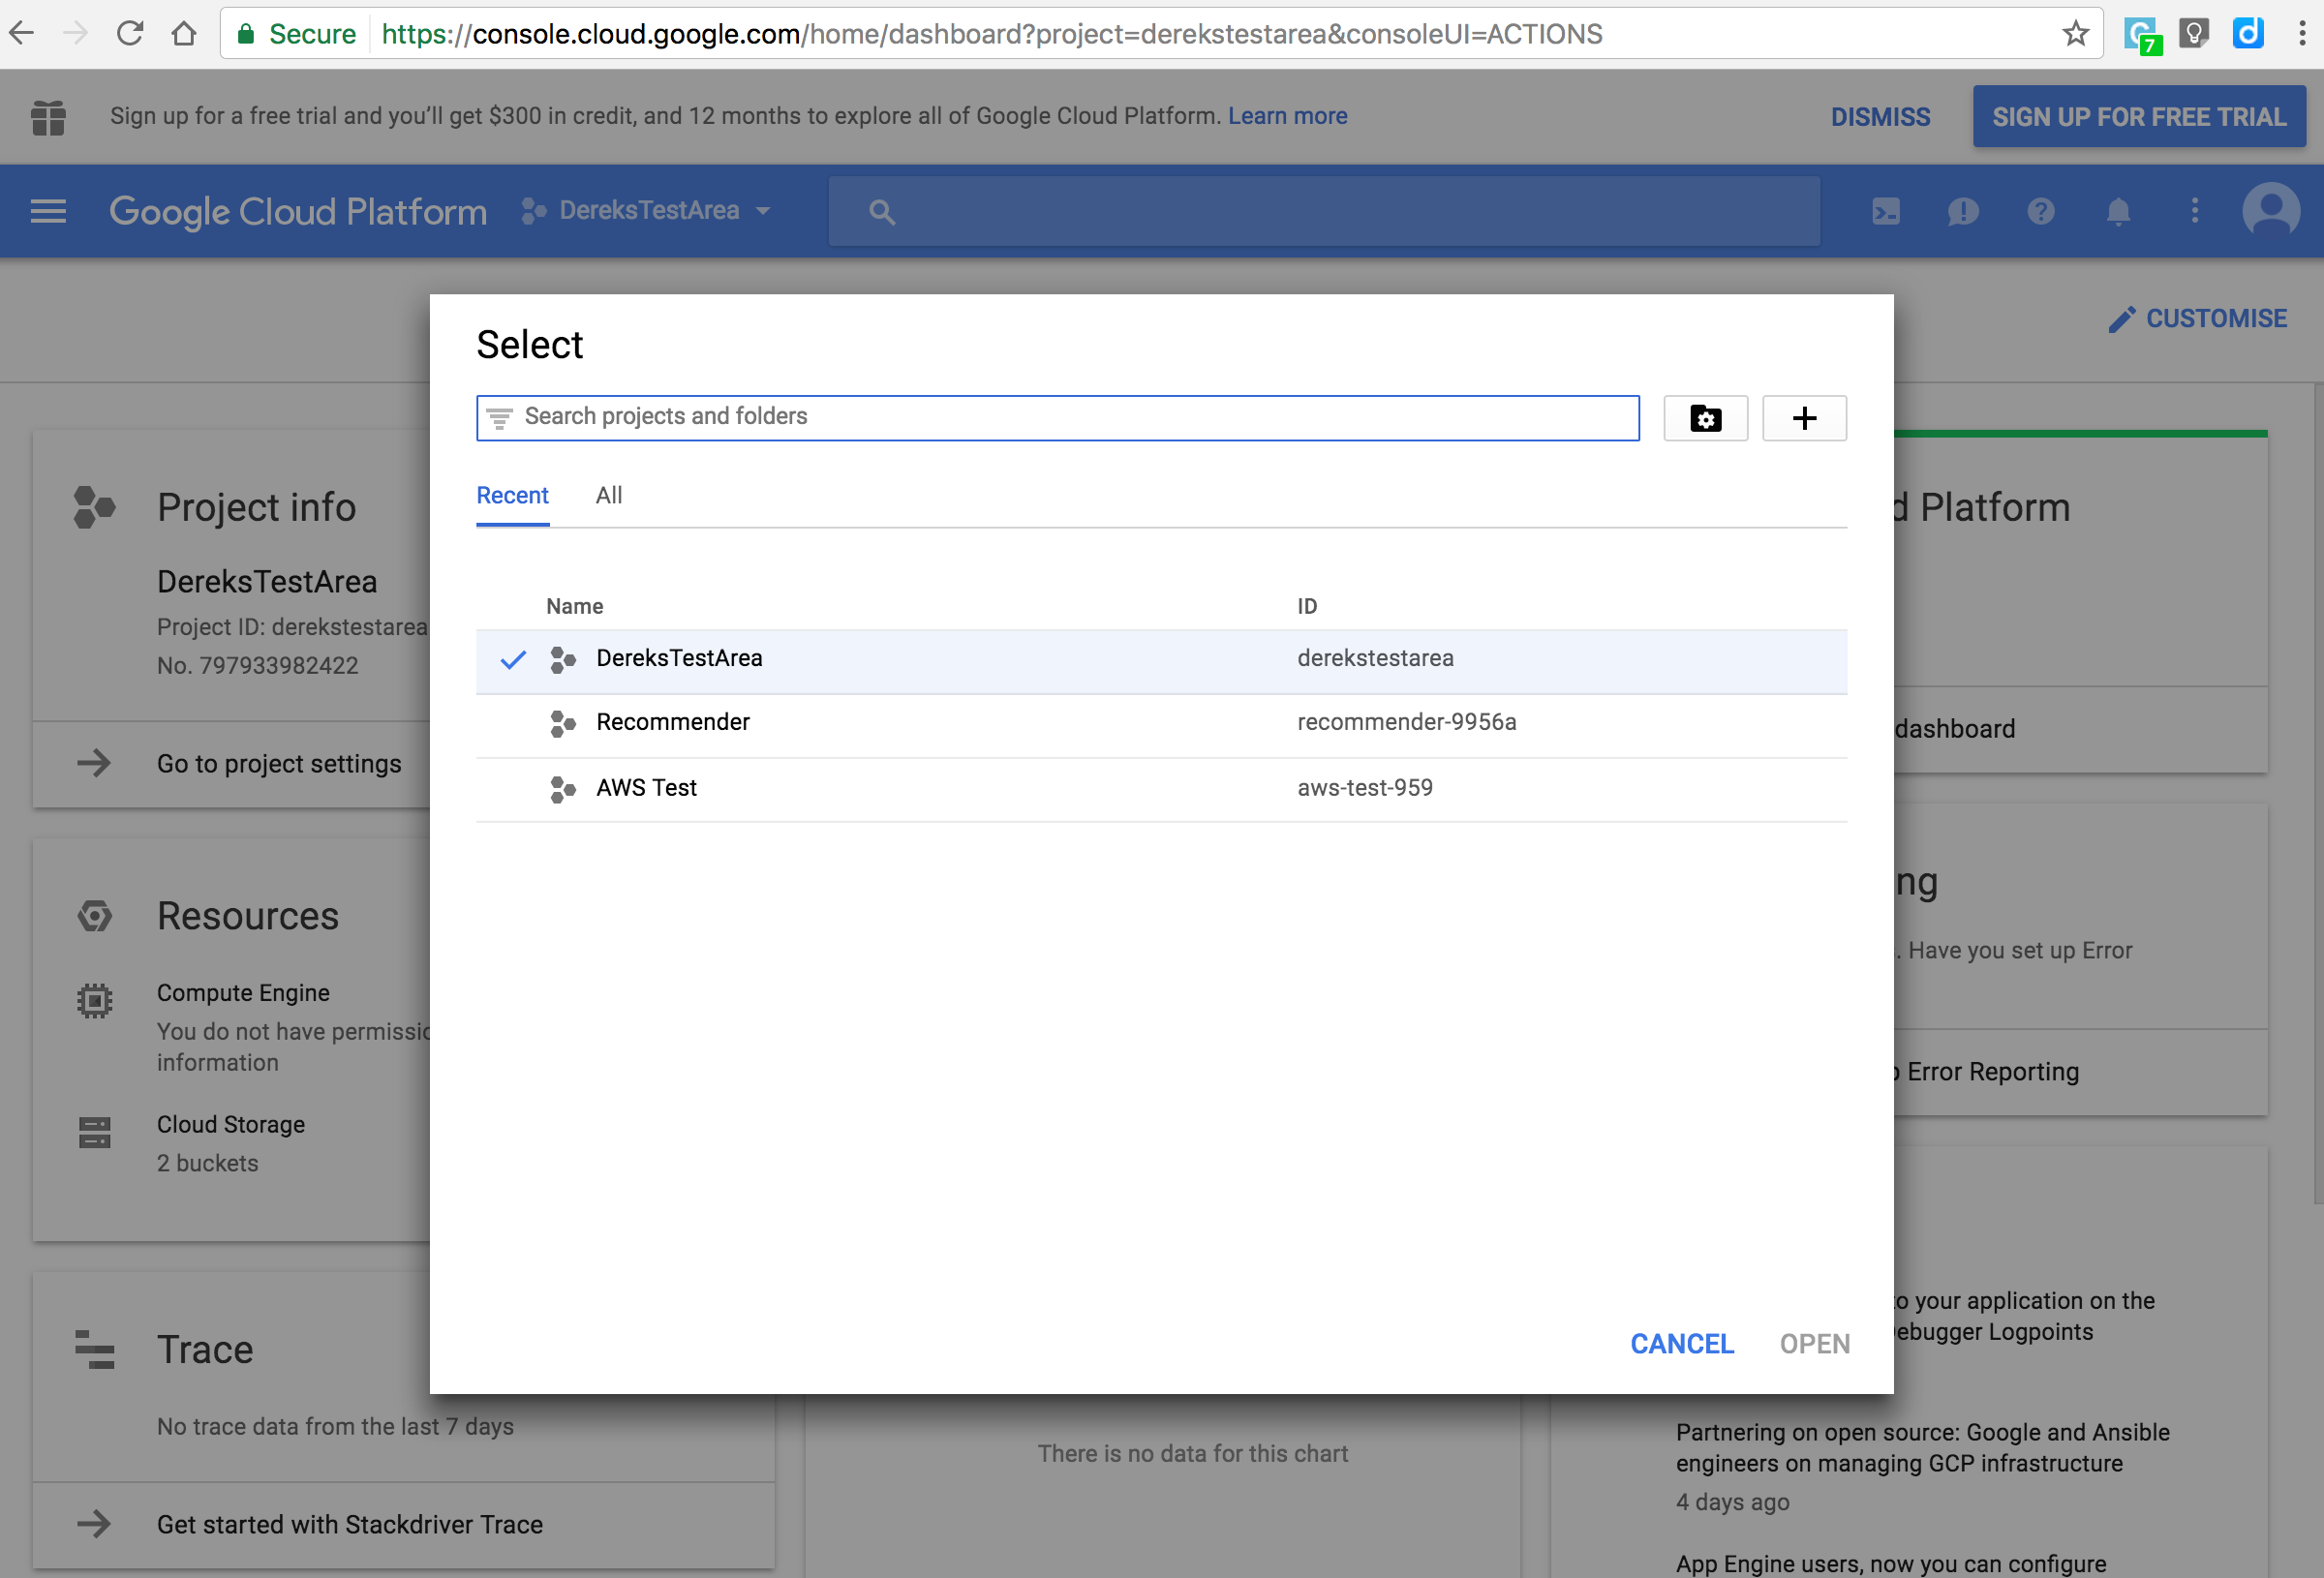 Secure https://console.cloud.google.com/home/dashboard?project=derekstestarea&consoleUI=ACTIONS
7
Sign up for a free trial and you’ll get $300 in credit, and 12 months to explore all of Google Cloud Platform. Learn more
DISMISS
SIGN UP FOR FREE TRIAL
Google Cloud Platform
DereksTestArea
CUSTOMISE
Select
Search projects and folders
Recent
All
Name
ID
DereksTestArea
derekstestarea
Recommender
recommender-9956a
AWS Test
aws-test-959
CANCEL
OPEN
Project info
DereksTestArea
Project ID: derekstestarea
No. 797933982422
Go to project settings
Resources
Compute Engine
You do not have
information
Cloud Storage
2 buckets
Trace
No trace data from the last 7 days
Get started with Stackdriver Trace
There is no data for this chart
Platform
dashboard
. Have you set up Error
Error Reporting
your application on the
Logpoints
Partnering on open source: Google and Ansible
engineers on managing GCP infrastructure
4 days ago
App Engine users, now you can configure